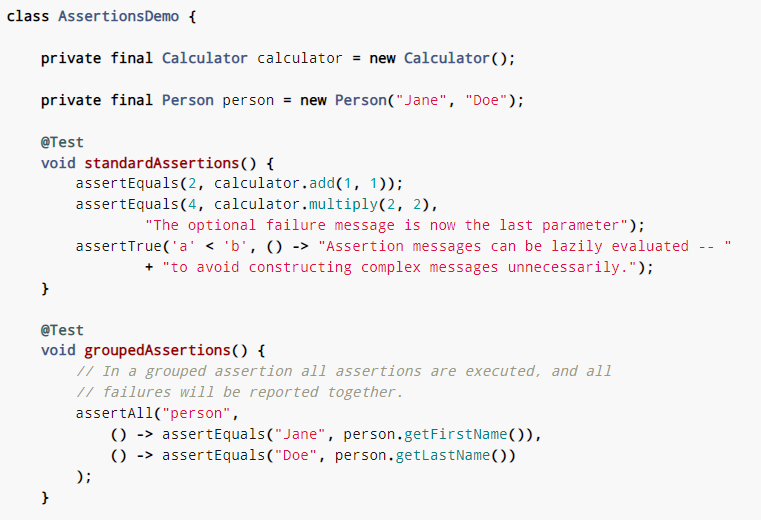 class AssertionsDemo {
private final Calculator calculator = new Calculator();
private final Person person = new Person("Jane", "Doe");
@Test
void standardAssertions() {
assertEquals(2, calculator.add(1, 1));
assertEquals(4, calculator.multiply(2, 2),
"The optional failure message is now the last parameter");
assertTrue('a' < 'b', () -> "Assertion messages can be lazily evaluated -- "
+ "to avoid constructing complex messages unnecessarily.");
}
@Test
void groupedAssertions() {
// In a grouped assertion all assertions are executed, and all
// failures will be reported together.
assertAll("person",
() -> assertEquals("Jane", person.getFirstName()),
() -> assertEquals("Doe", person.getLastName())
);
}